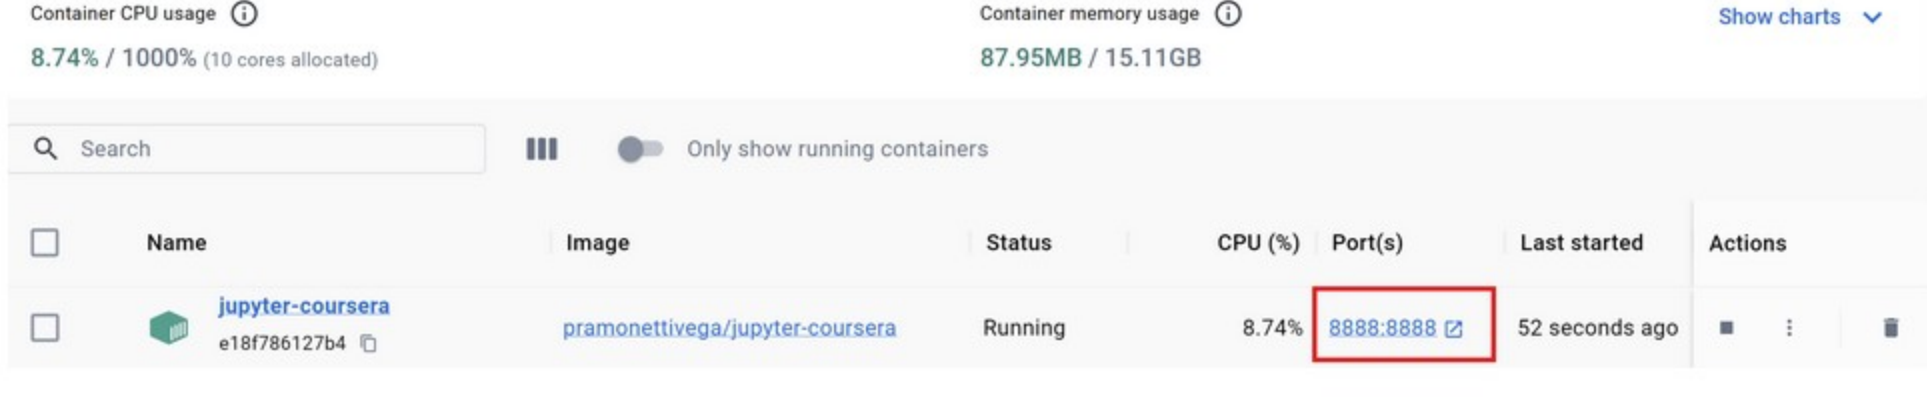 Container CPU usage
8.74% / 1000% (10 cores allocated)
Container memory usage
87.95MB / 15.11GB
Show charts
Search
Only show running containers
Name Image Status CPU (%) Port(s) Last started Actions
jupyter-coursera
e18f786127b4
pramonettivega/jupyter-coursera Running 8.74% 8888:8888 52 seconds ago